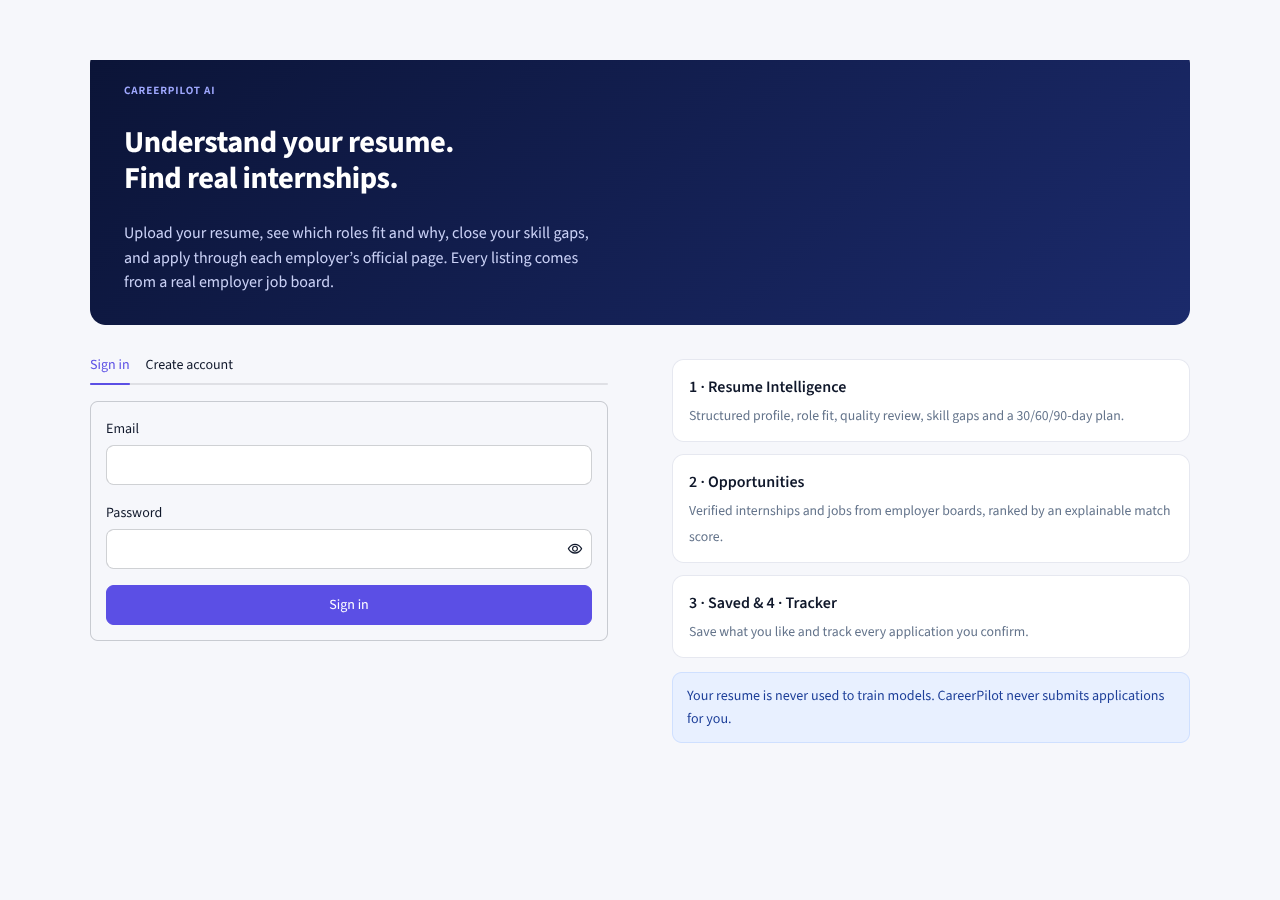 CAREERPILOT AI
Understand your resume.
Find real internships.
Upload your resume, see which roles fit and why, close your skill gaps,
and apply through each employer’s official page. Every listing comes
from a real employer job board.
Sign in
Create account
Email
Password
Sign in
1 · Resume Intelligence
Structured profile, role fit, quality review, skill gaps and a 30/60/90-day plan.
2 · Opportunities
Verified internships and jobs from employer boards, ranked by an explainable match
score.
3 · Saved & 4 · Tracker
Save what you like and track every application you confirm.
Your resume is never used to train models. CareerPilot never submits applications
for you.